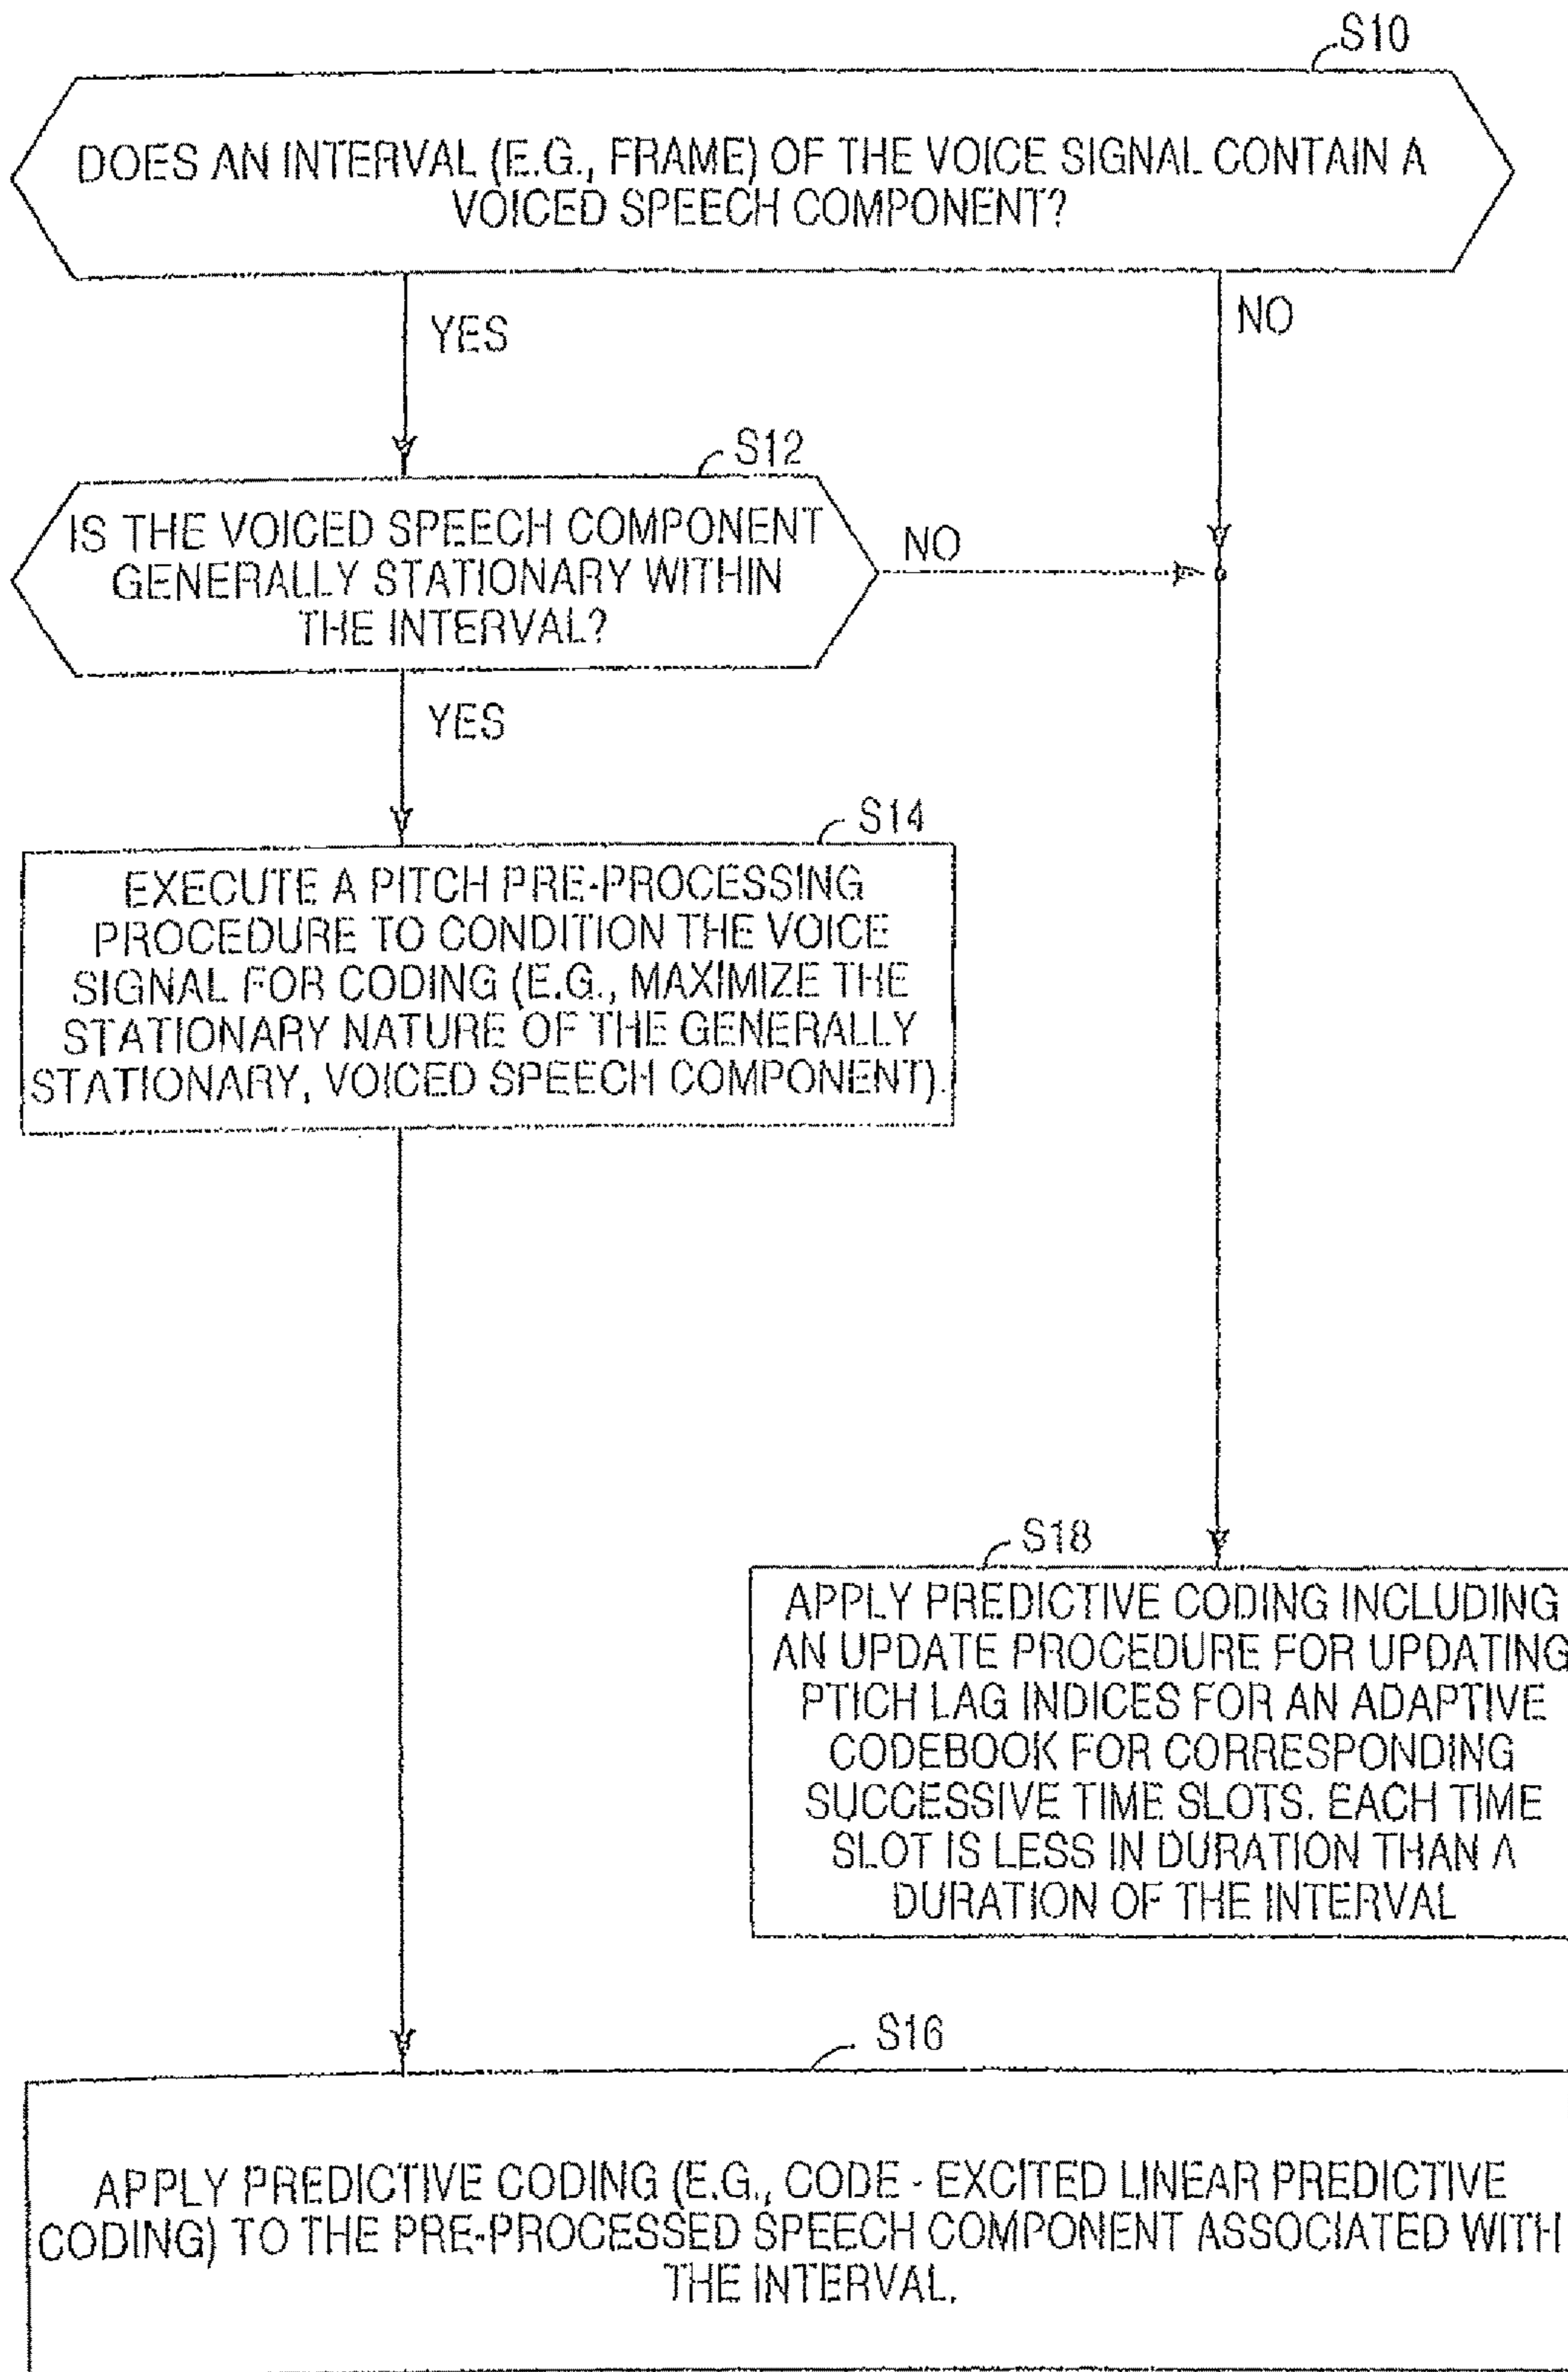 S10
DOES AN INTERVAL (E.G., FRAME) OF THE VOICE SIGNAL CONTAIN A
VOICED SPEECH COMPONENT?
YES
NO
S12
IS THE VOICED SPEECH COMPONENT
GENERALLY STATIONARY WITHIN
THE INTERVAL?
NO
YES
S14
EXECUTE A PITCH PRE-PROCESSING
PROCEDURE TO CONDITION THE VOICE
SIGNAL FOR CODING (E.G., MAXIMIZE THE
STATIONARY NATURE OF THE GENERALLY
STATIONARY, VOICED SPEECH COMPONENT).
S18
APPLY PREDICTIVE CODING INCLUDING
AN UPDATE PROCEDURE FOR UPDATING
PTICH LAG INDICES FOR AN ADAPTIVE
CODEBOOK FOR CORRESPONDING
SUCCESSIVE TIME SLOTS. EACH TIME
SLOT IS LESS IN DURATION THAN A
DURATION OF THE INTERVAL
S16
APPLY PREDICTIVE CODING (E.G., CODE - EXCITED LINEAR PREDICTIVE
CODING) TO THE PRE-PROCESSED SPEECH COMPONENT ASSOCIATED WITH
THE INTERVAL.